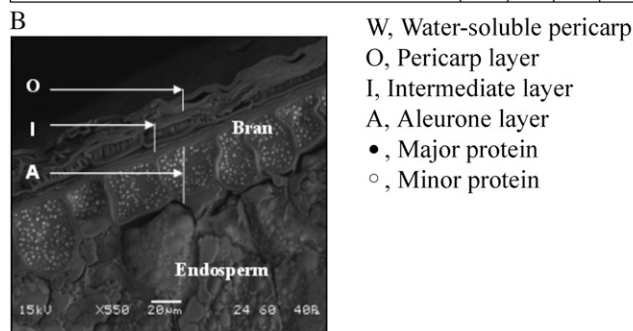 B
W, Water-soluble pericarp
O, Pericarp layer
I, Intermediate layer
A, Aleurone layer
●, Major protein
○, Minor protein
O
I
Bran
A
Endosperm
15kV X550 20μm 24 60 40Pa